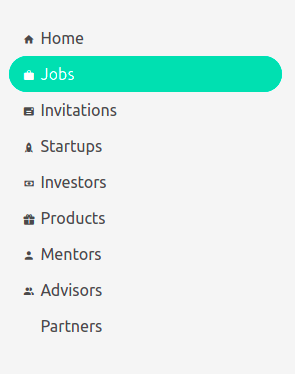 Home
Jobs
Invitations
Startups
Investors
Products
Mentors
Advisors
Partners